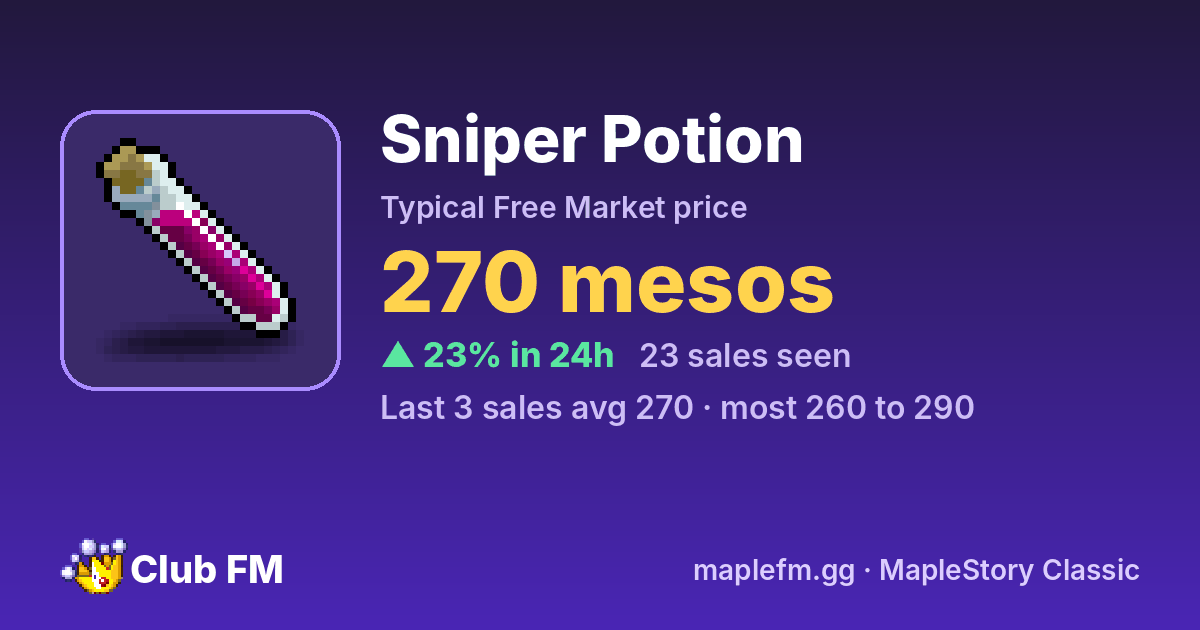 Sniper Potion
Typical Free Market price
270 mesos
▲ 23% in 24h 23 sales seen
Last 3 sales avg 270 · most 260 to 290
Club FM
maplefm.gg · MapleStory Classic